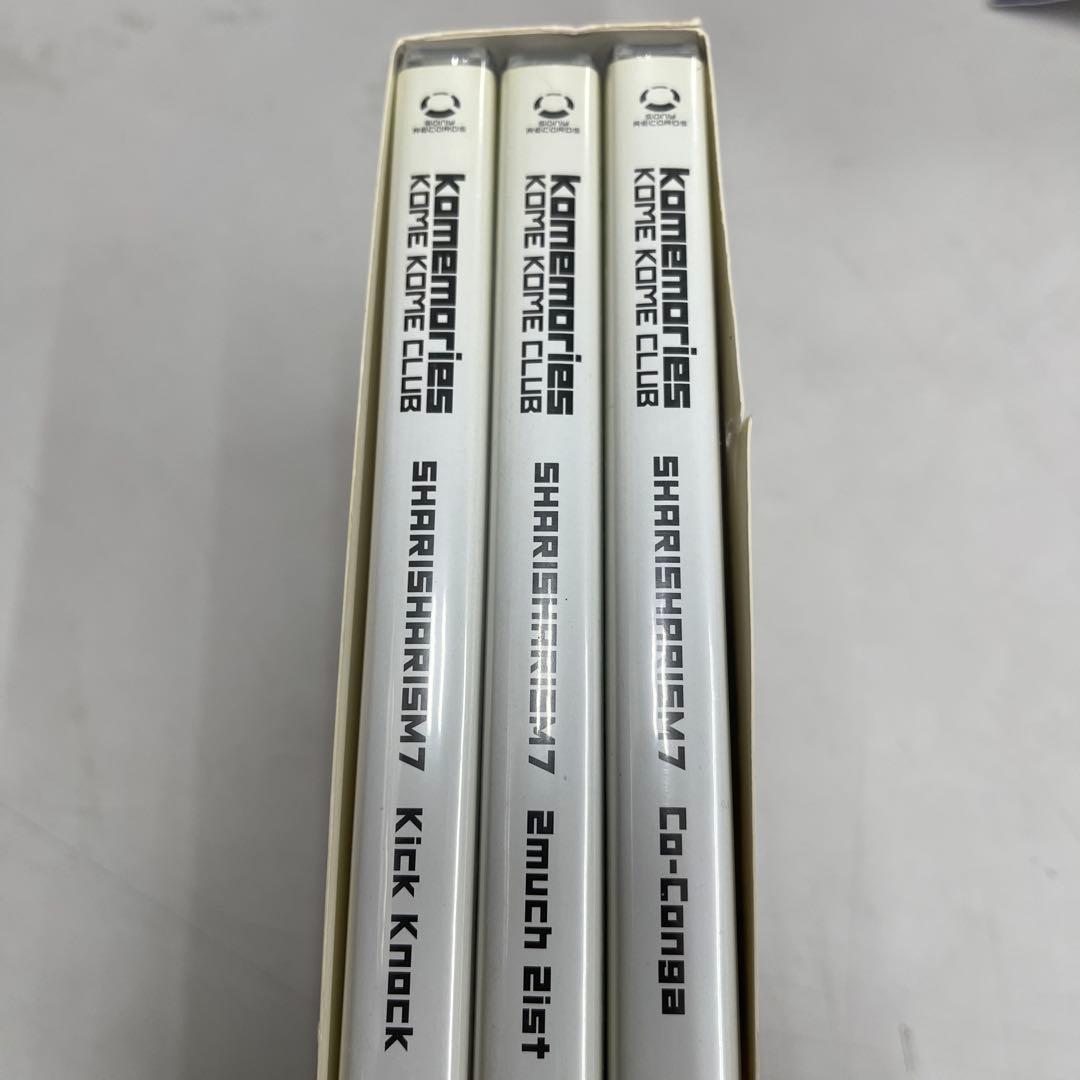 SONY
RECORDS
komemories
KOME KOME CLUB
SHARISHARISM7
Kick Knock
SONY
RECORDS
komemories
KOME KOME CLUB
SHARISHARISM7
2much 2ist
SONY
RECORDS
komemories
KOME KOME CLUB
SHARISHARISM7
Co-Conga